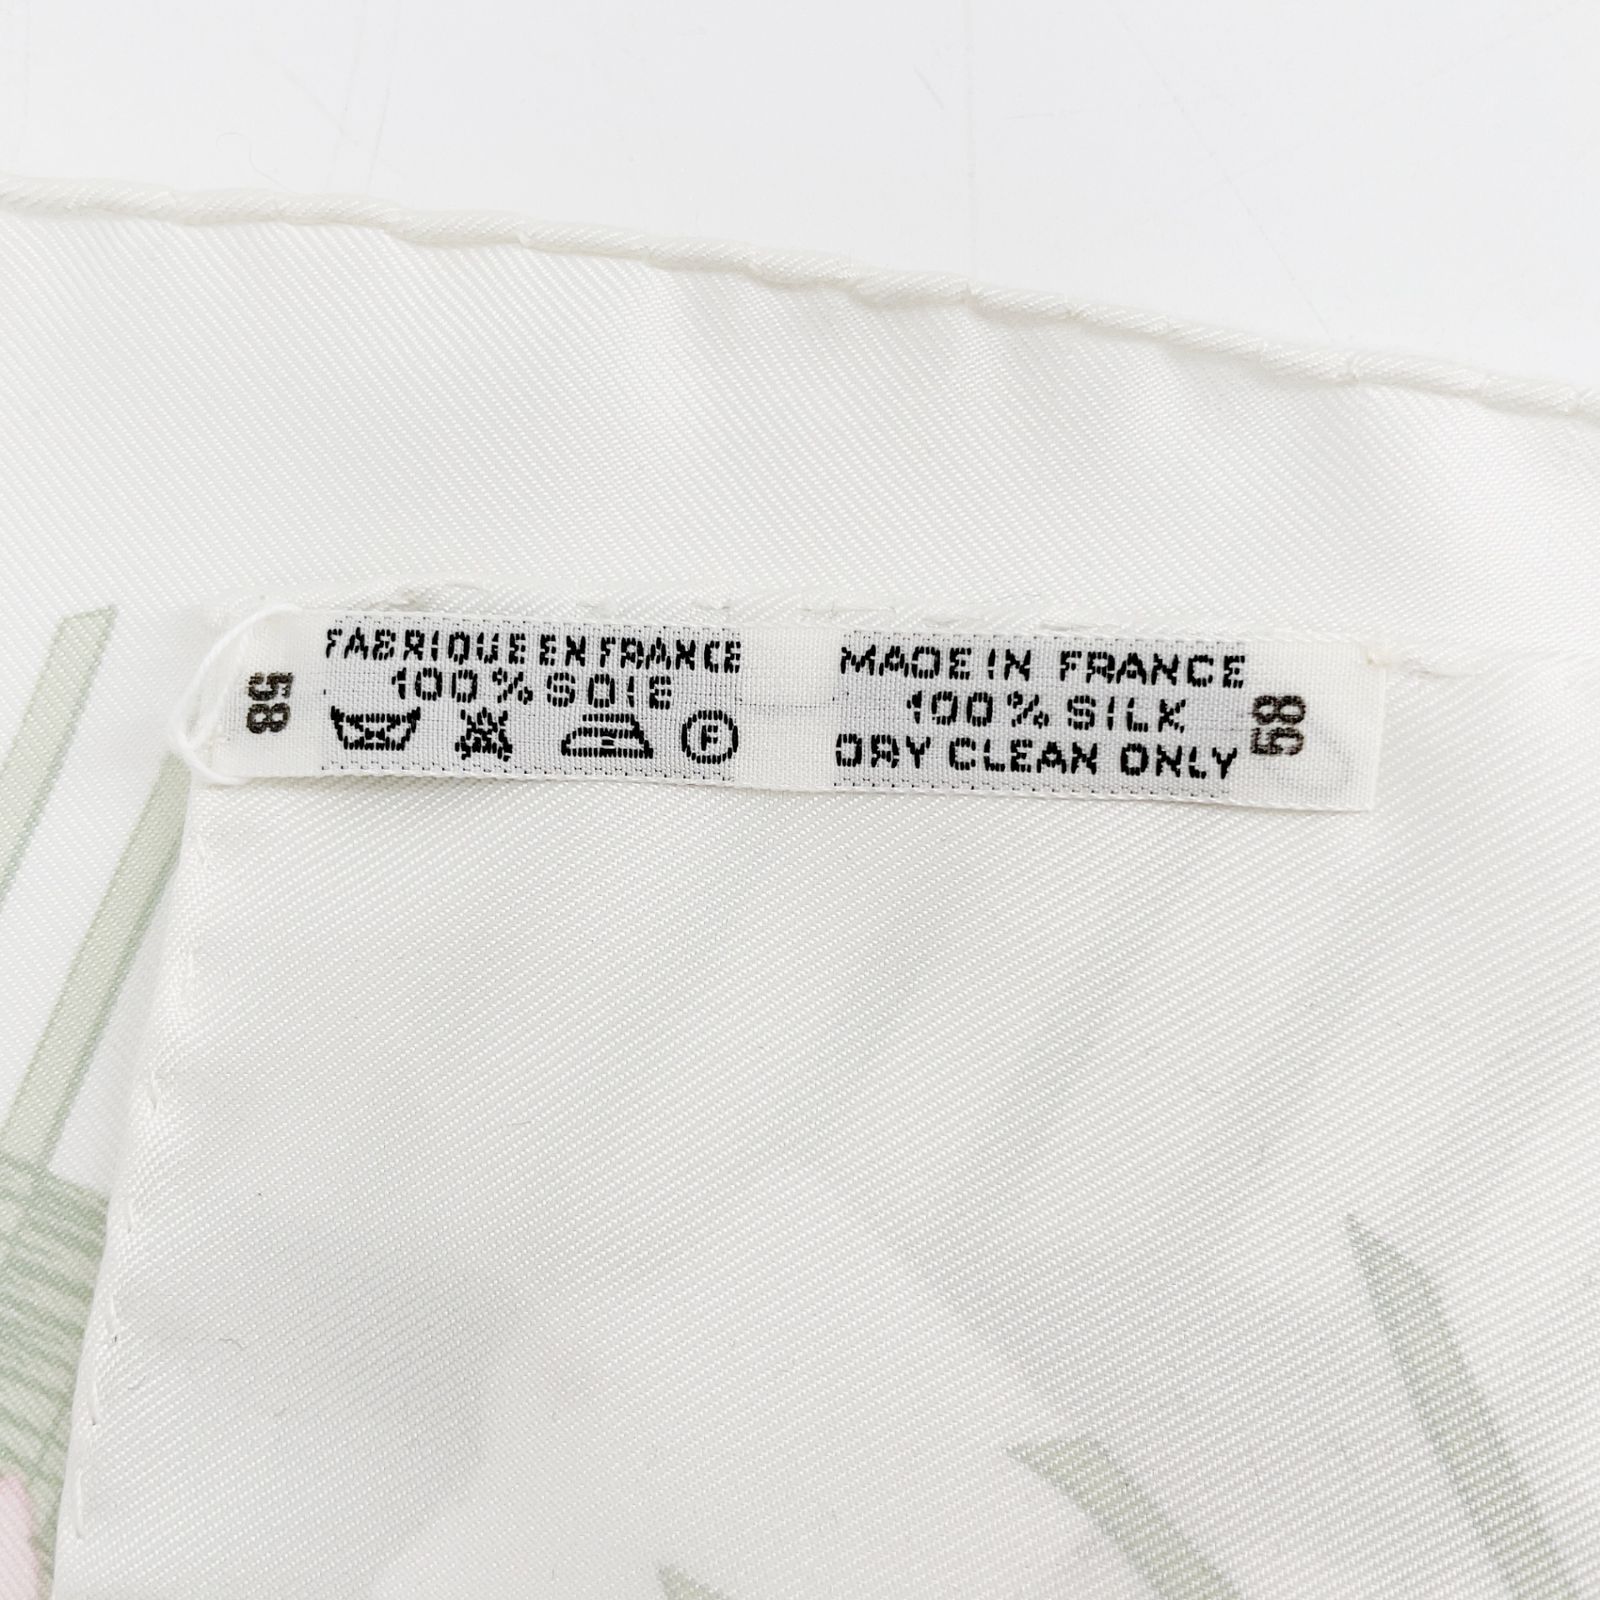 58
FABRIQUE EN FRANCE
100% SOIE
F
MADE IN FRANCE
100% SILK
DRY CLEAN ONLY
58